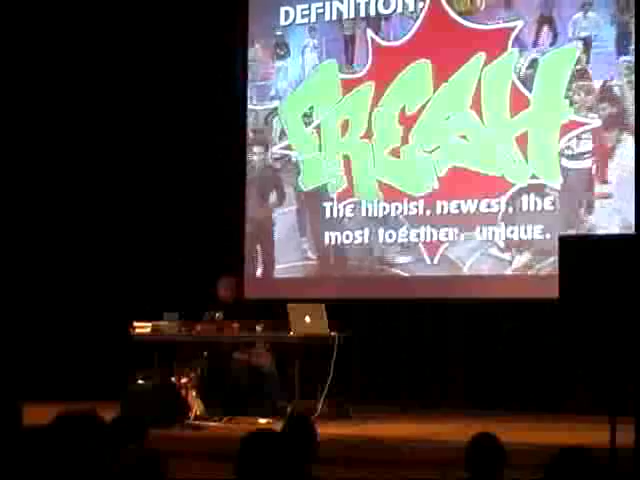 DEFINITION:
FRESH
The hippist, newest, the
most together, unique.